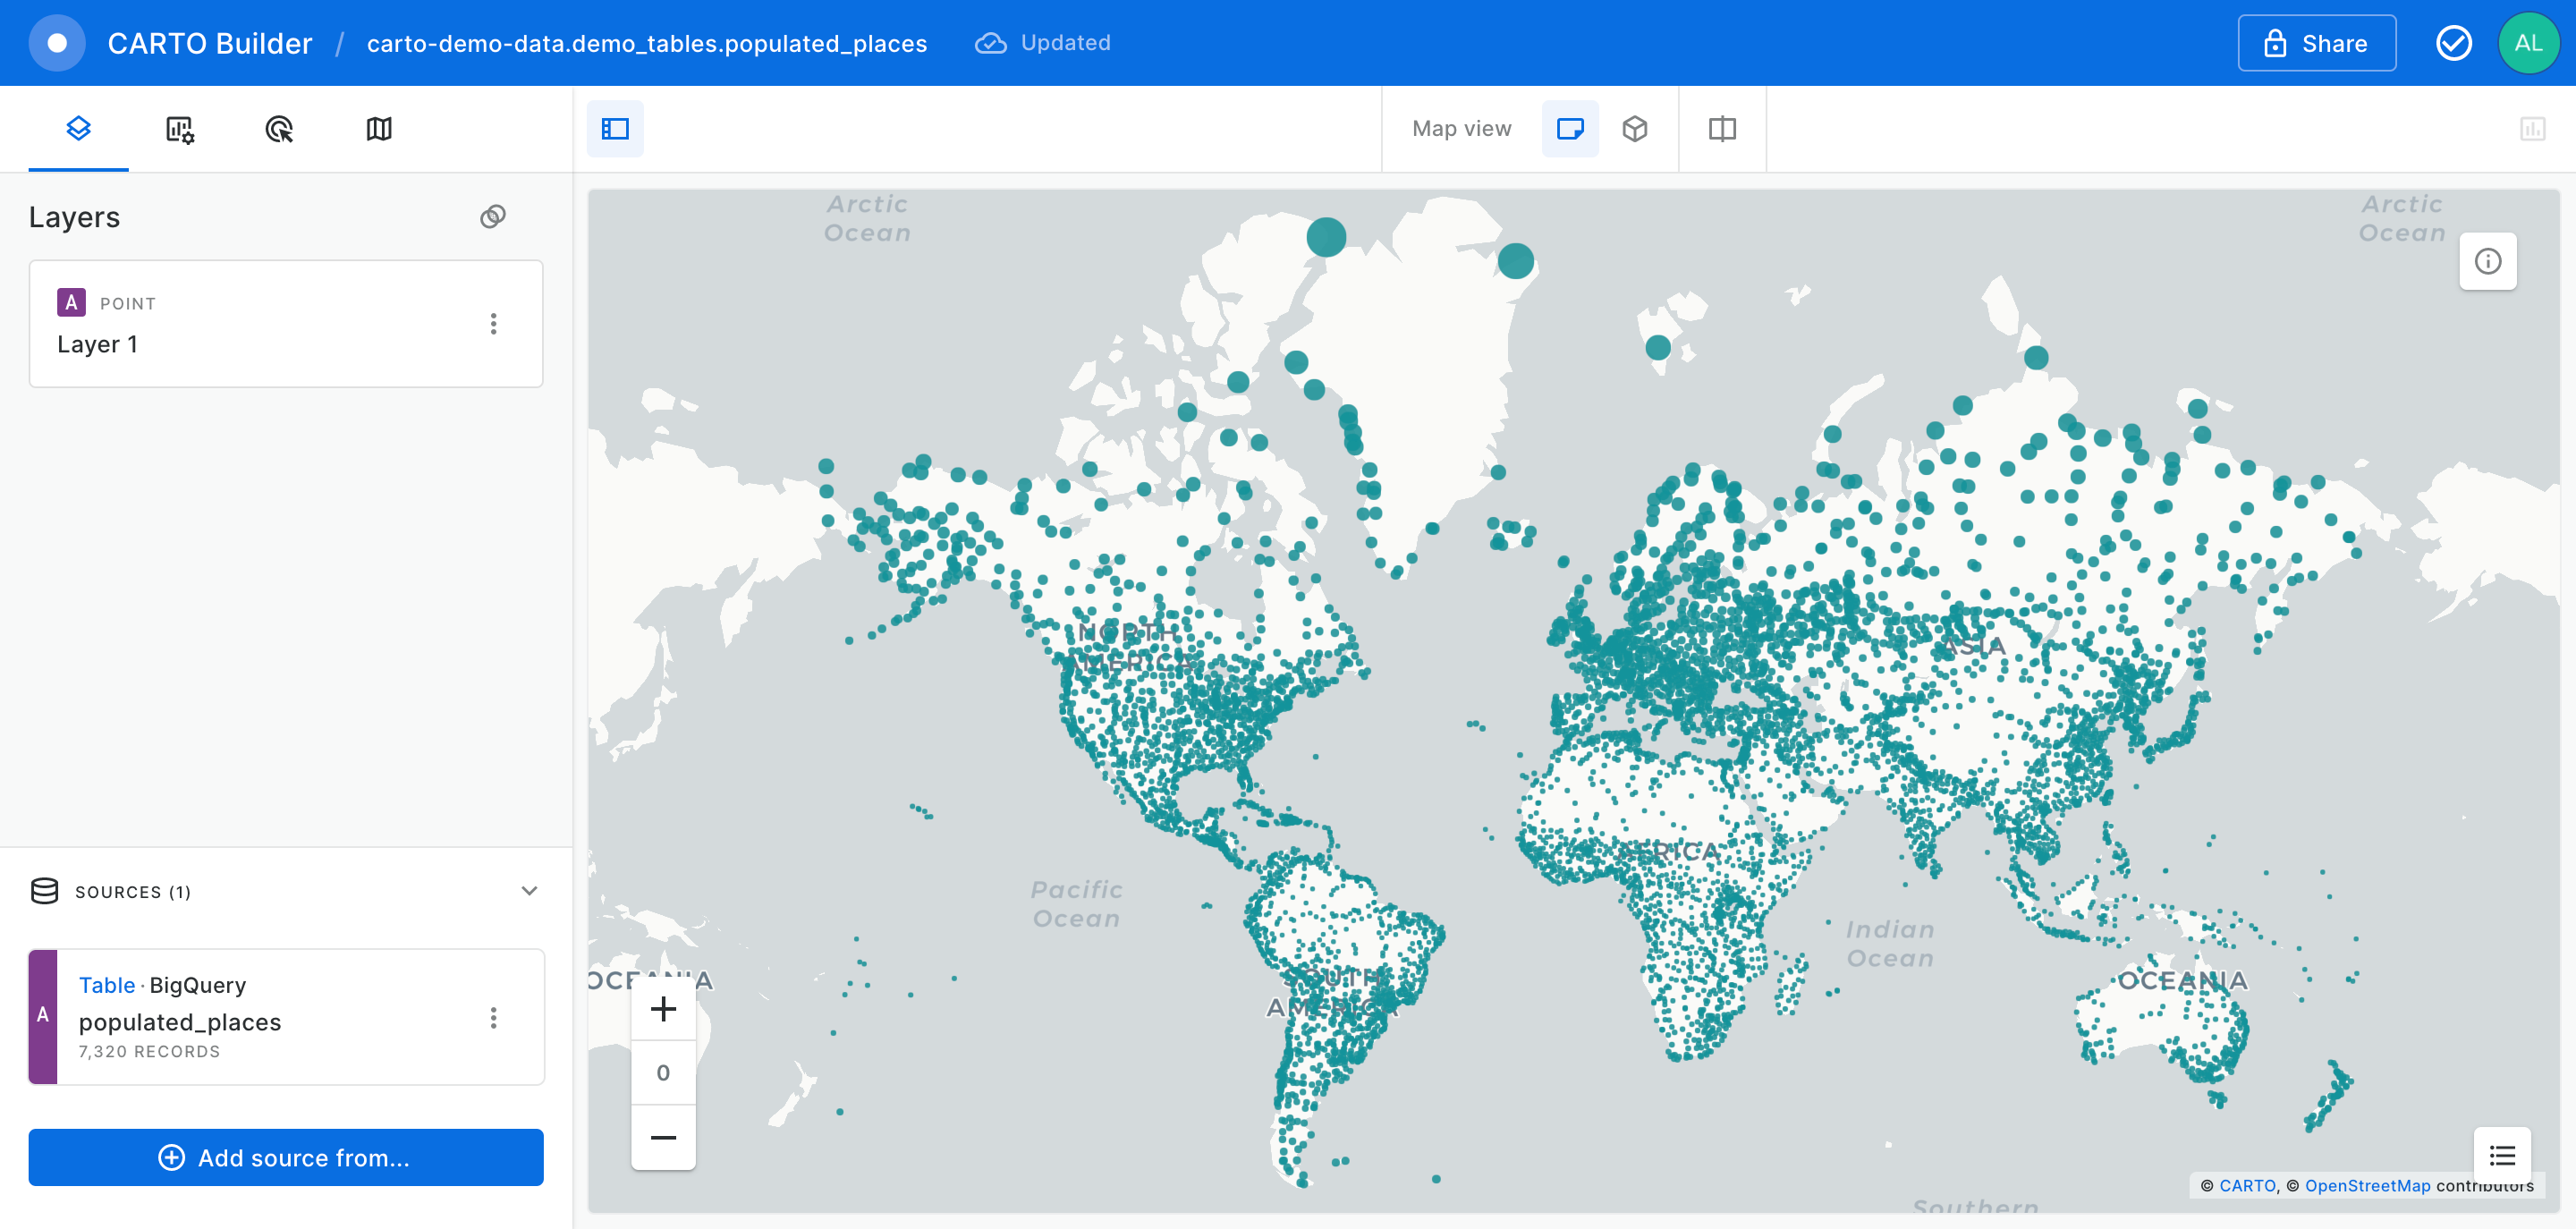 CARTO Builder / carto-demo-data.demo_tables.populated_places Updated
Share
AL
Map view
Layers
A POINT
Layer 1
SOURCES (1)
A
Table · BigQuery
populated_places
7,320 RECORDS
Add source from...
Arctic
Ocean
Arctic
Ocean
NORTH
AMERICA
ASIA
AFRICA
Pacific
Ocean
Indian
Ocean
OCEANIA
SOUTH
AMERICA
OCEANIA
0
Southern
© CARTO, © OpenStreetMap contributors